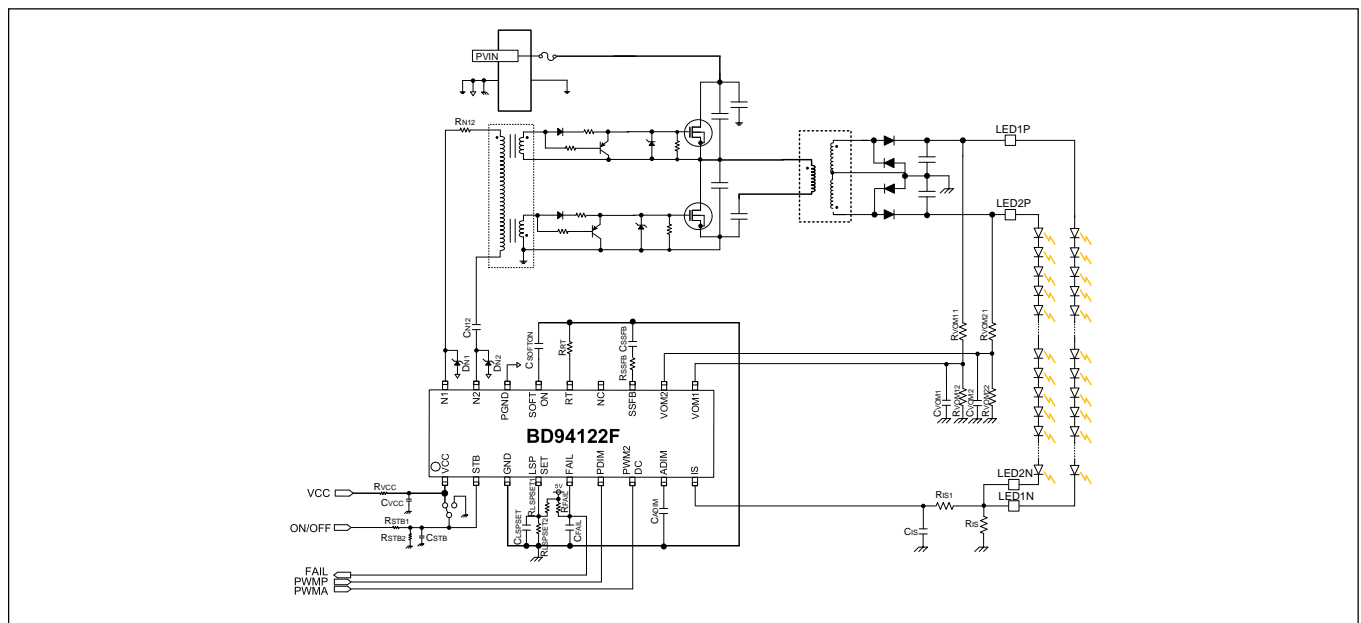 PVIN
RN12
LED1P
LED2P
CN12
DN1
DN2
CSOFTON
RRT
CSSFB
RSSFB
RVOM11
RVOM21
CVOM1
RVOM12
CVOM2
RVOM22
N1
N2
PGND
SOFT
ON
RT
NC
SSFB
VOM2
VOM1
BD94122F
VCC
STB
GND
LSP
SET
FAIL
PDIM
PWM2
DC
ADIM
IS
LED2N
LED1N
VCC
RVCC
CVCC
ON/OFF
RSTB1
RSTB2
CSTB
CLSPSET
RLSPSET1
RLSPSET2
5V
RFAIL
CFAIL
CADIM
RIS1
CIS
RIS
FAIL
PWMP
PWMA